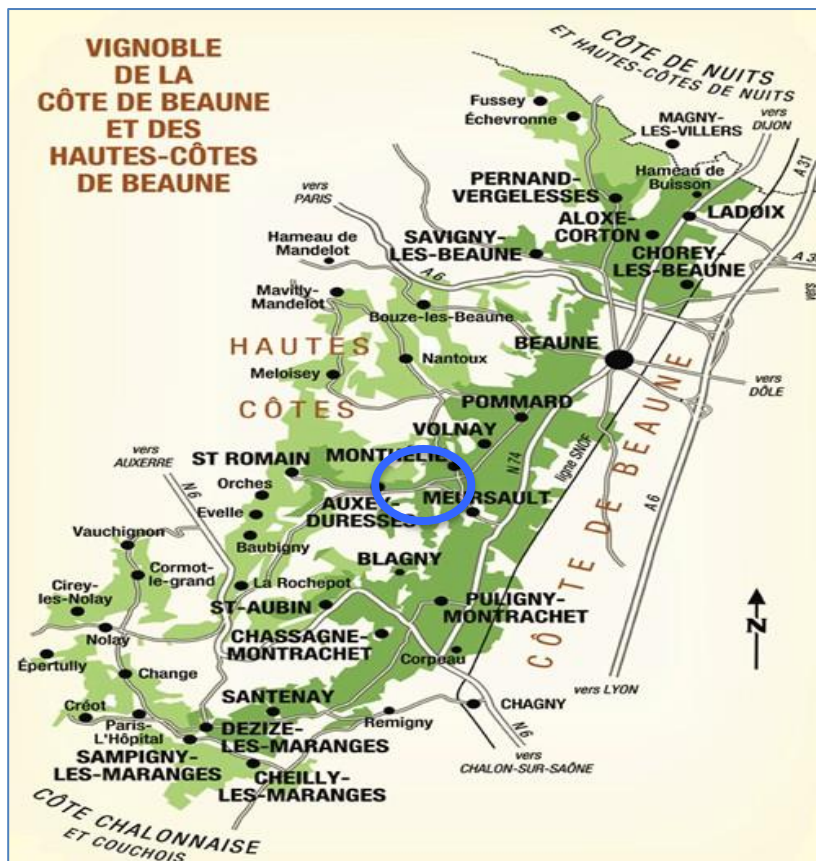 VIGNOBLE
DE LA
CÔTE DE BEAUNE
ET DES
HAUTES-CÔTES
DE BEAUNE
CÔTE DE NUITS
ET HAUTES-CÔTES DE NUITS
Fussey
Échevronne
MAGNY-
LES-VILLERS
vers
DIJON
A 31
Hameau de
Buisson
PERNAND-
VERGELESSES
LADOIX
ALOXE-
CORTON
vers
PARIS
SAVIGNY-
LES-BEAUNE
CHOREY-
LES-BEAUNE
Hameau de
Mandelot
A 6
vers
Mavilly-
Mandelot
Bouze-les-Beaune
BEAUNE
HAUTES
Nantoux
Meloisey
vers
DÔLE
CÔTES
POMMARD
VOLNAY
N 74
ligne SNCF
CÔTE DE BEAUNE
vers
AUXERRE
ST ROMAIN
N6
Orches
AUXEY-
DURESSES
MEURSAULT
A6
Evelle
Vauchignon
Baubigny
BLAGNY
Cormot-
le-grand
Cirey-
les-Nolay
La Rochepot
ST-AUBIN
PULIGNY-
MONTRACHET
N
Nolay
CHASSAGNE-
MONTRACHET
Corpeau
Épertully
Change
vers LYON
SANTENAY
CHAGNY
Créot
Paris-
L'Hôpital
Remigny
N6
DEZIZE-
LES-MARANGES
SAMPIGNY-
LES-MARANGES
CHEILLY-
LES-MARANGES
vers
CHALON-SUR-SAÔNE
CÔTE CHALONNAISE
ET COUCHOIS